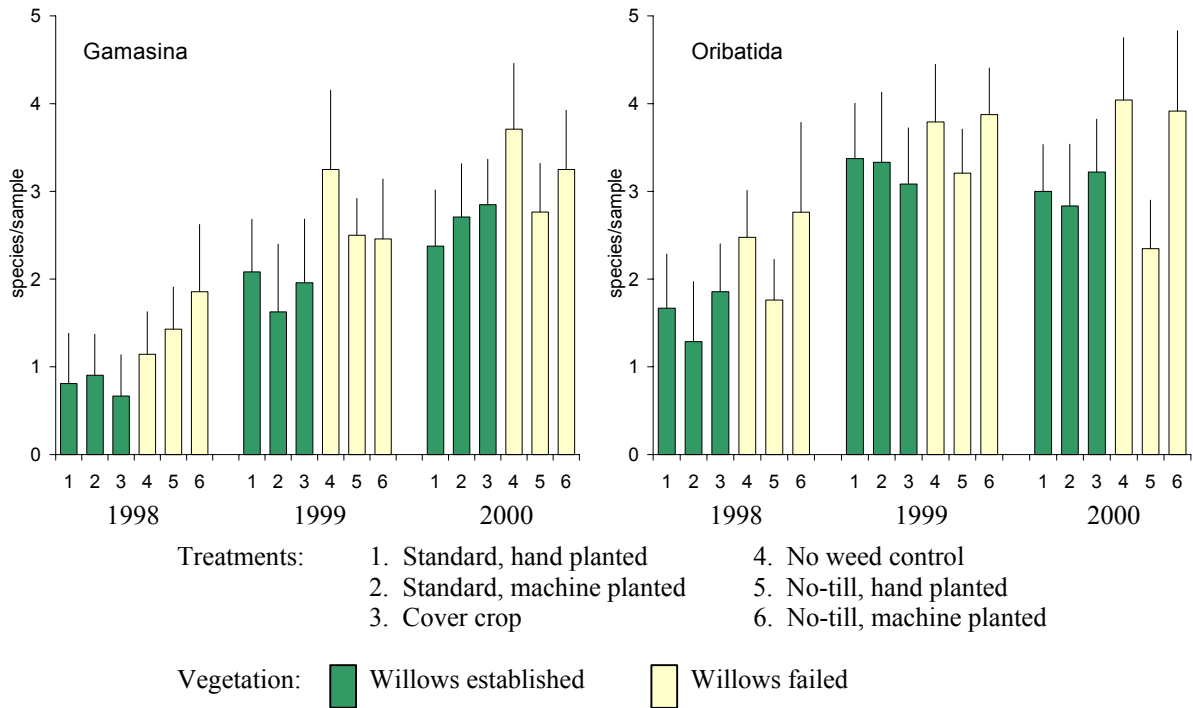 Gamasina
species/sample
5
4
3
2
1
0
1 2 3 4 5 6 1 2 3 4 5 6 1 2 3 4 5 6
1998 1999 2000
Oribatida
species/sample
5
4
3
2
1
0
1 2 3 4 5 6 1 2 3 4 5 6 1 2 3 4 5 6
1998 1999 2000
Treatments: 1. Standard, hand planted 4. No weed control
2. Standard, machine planted 5. No-till, hand planted
3. Cover crop 6. No-till, machine planted
Vegetation: Willows established Willows failed